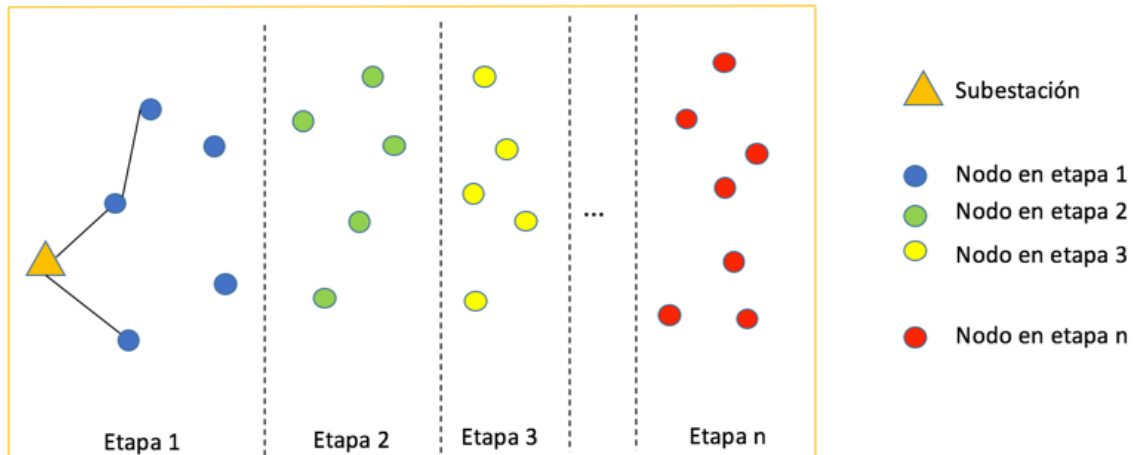 Subestación
Nodo en etapa 1
Nodo en etapa 2
Nodo en etapa 3
...
Nodo en etapa n
Etapa 1
Etapa 2
Etapa 3
Etapa n